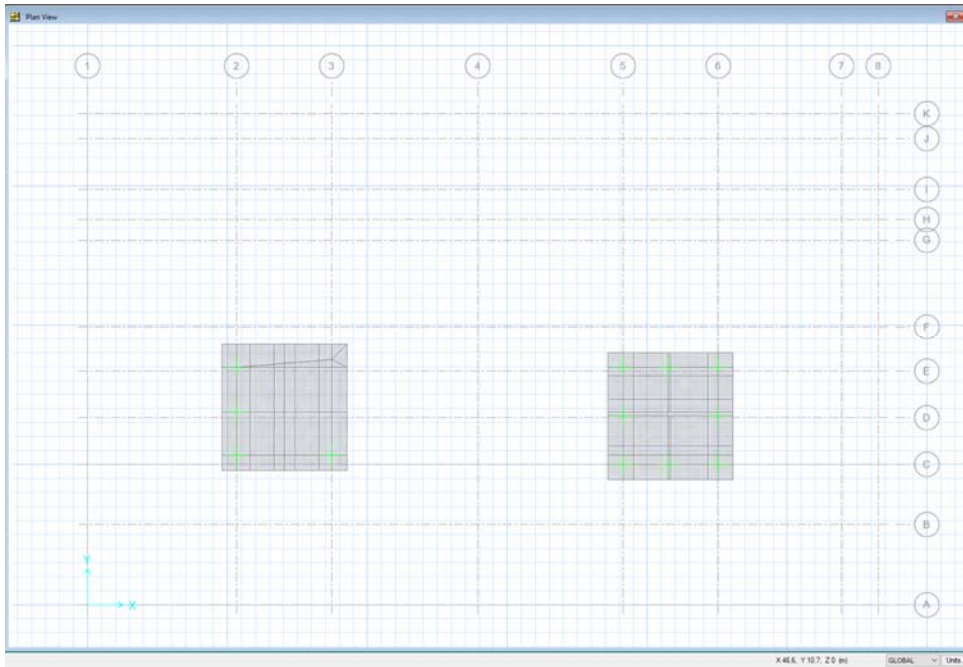 Plan View
1 2 3 4 5 6 7 8
K
J
I
H
G
F
E
D
C
B
Y
X
A
X 46.6, Y 10.7, Z 0 (m) GLOBAL Units